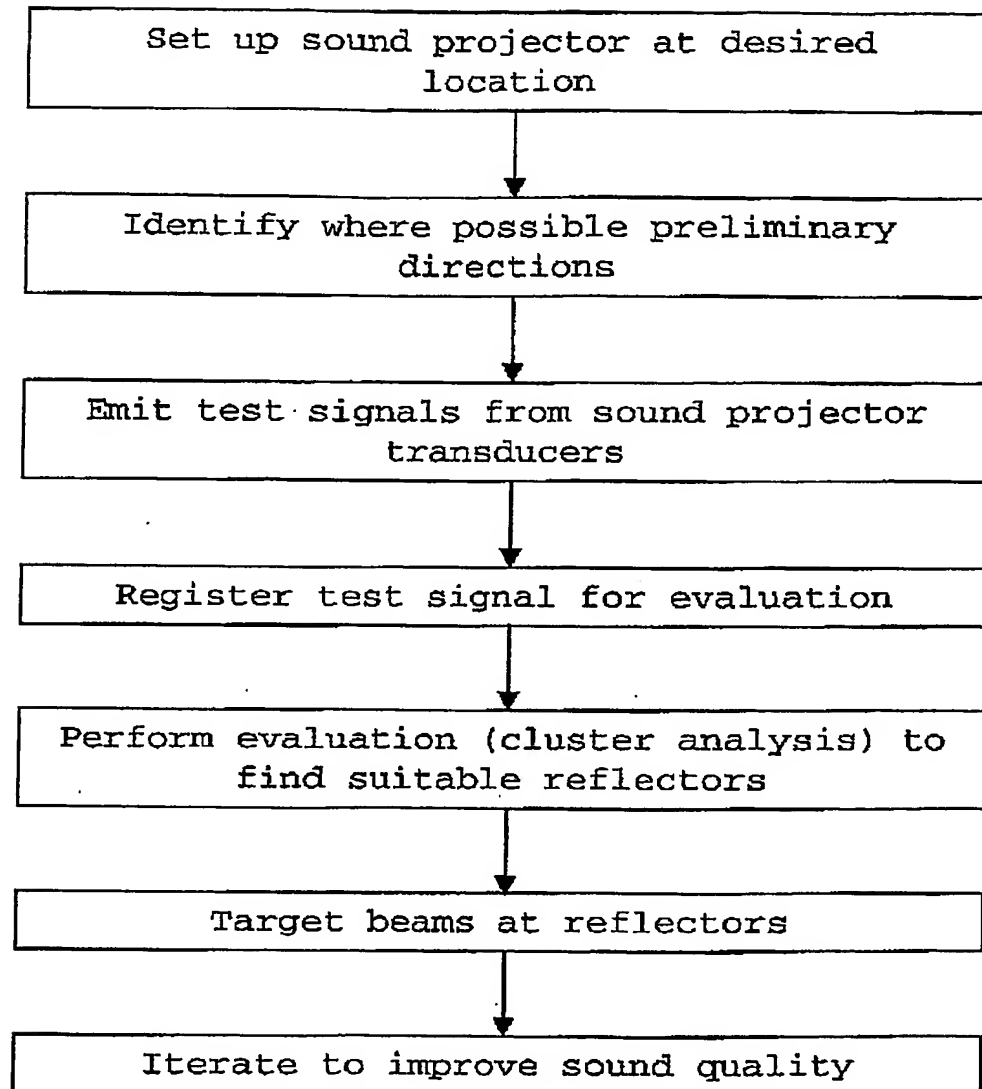 Set up sound projector at desired
location
Identify where possible preliminary
directions
Emit test signals from sound projector
transducers
Register test signal for evaluation
Perform evaluation (cluster analysis) to
find suitable reflectors
Target beams at reflectors
Iterate to improve sound quality